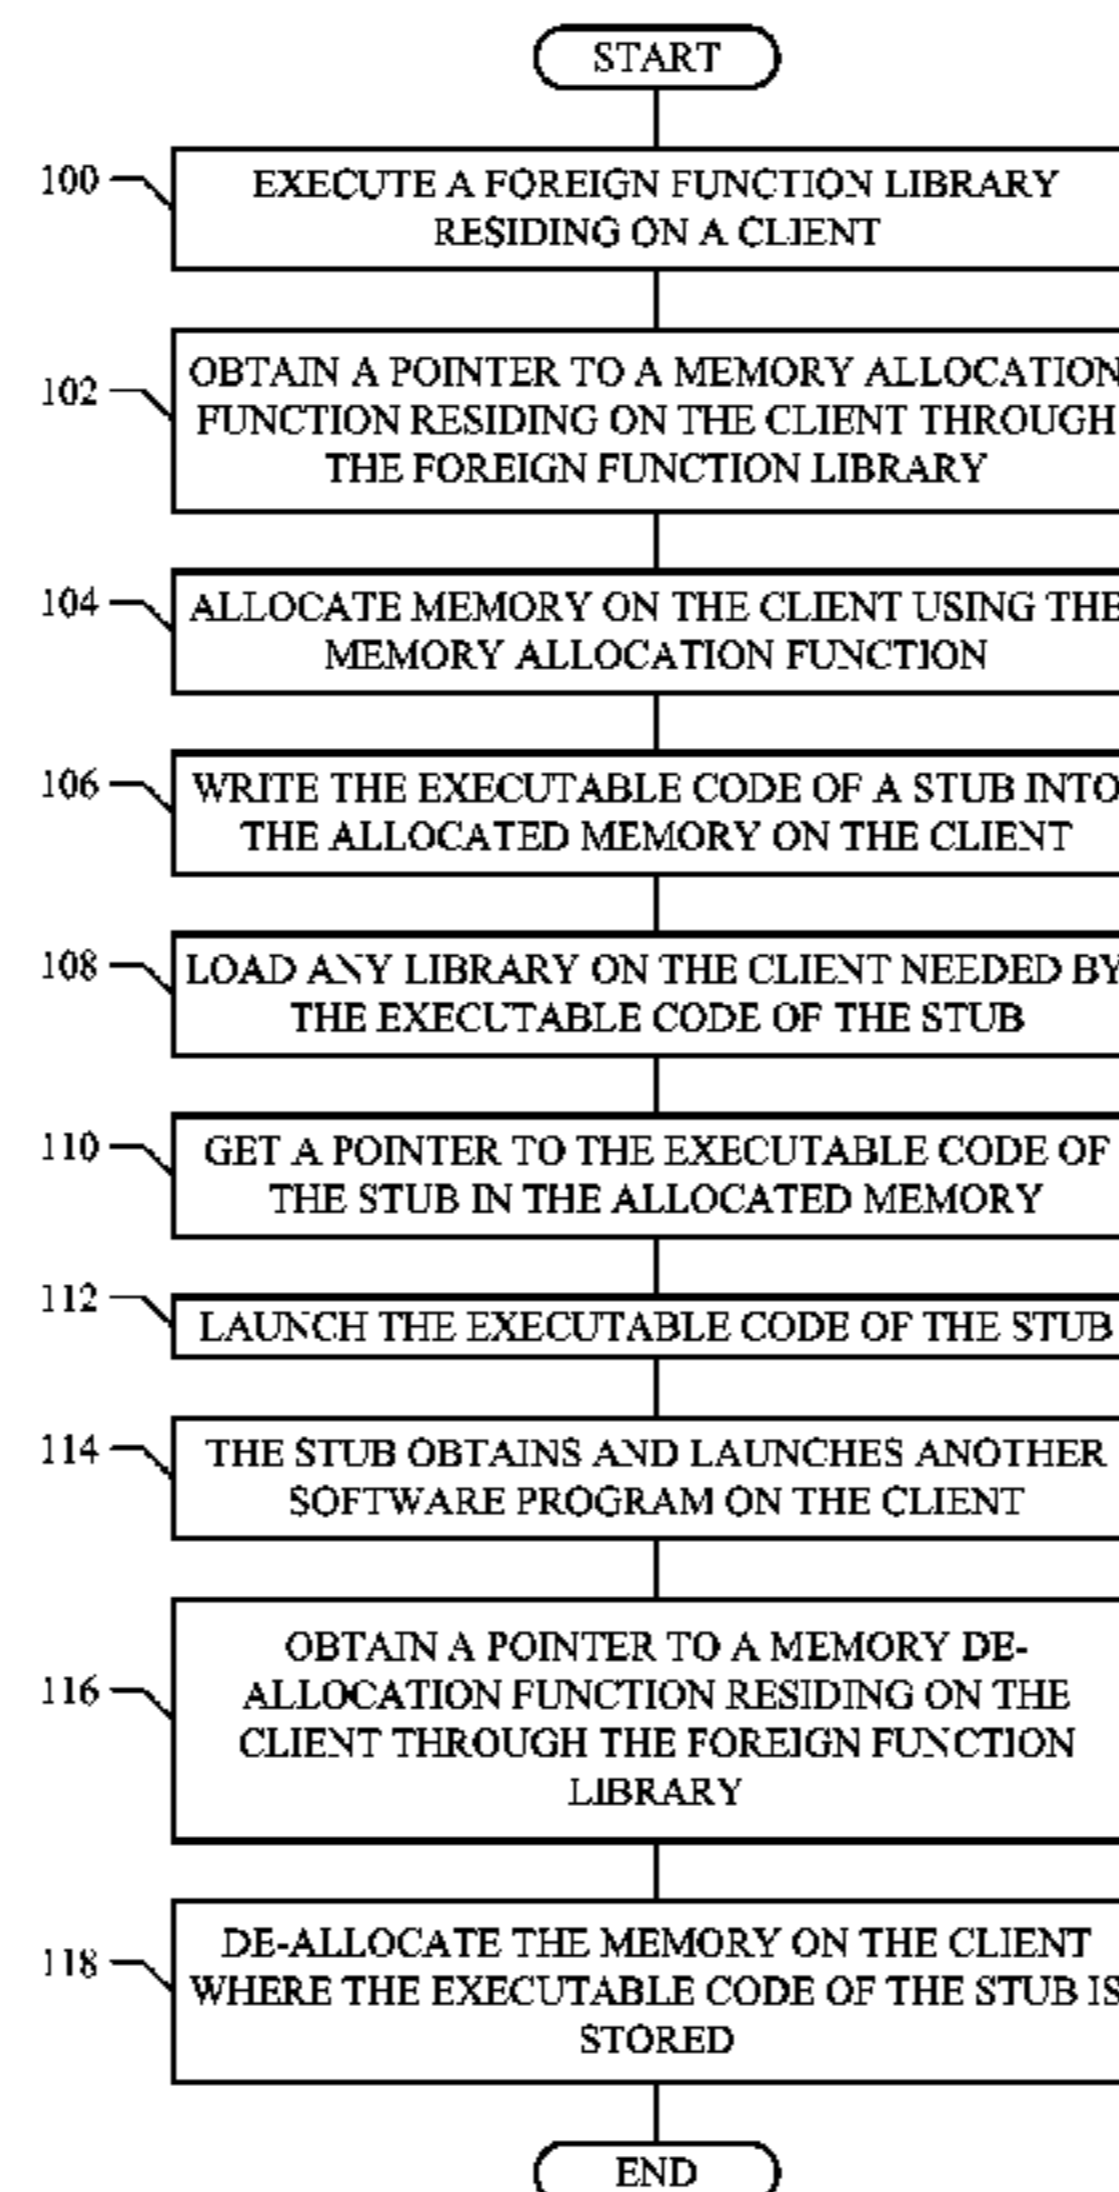 START
100
EXECUTE A FOREIGN FUNCTION LIBRARY
RESIDING ON A CLIENT
102
OBTAIN A POINTER TO A MEMORY ALLOCATION
FUNCTION RESIDING ON THE CLIENT THROUGH
THE FOREIGN FUNCTION LIBRARY
104
ALLOCATE MEMORY ON THE CLIENT USING THE
MEMORY ALLOCATION FUNCTION
106
WRITE THE EXECUTABLE CODE OF A STUB INTO
THE ALLOCATED MEMORY ON THE CLIENT
108
LOAD ANY LIBRARY ON THE CLIENT NEEDED BY
THE EXECUTABLE CODE OF THE STUB
110
GET A POINTER TO THE EXECUTABLE CODE OF
THE STUB IN THE ALLOCATED MEMORY
112
LAUNCH THE EXECUTABLE CODE OF THE STUB
114
THE STUB OBTAINS AND LAUNCHES ANOTHER
SOFTWARE PROGRAM ON THE CLIENT
116
OBTAIN A POINTER TO A MEMORY DE-
ALLOCATION FUNCTION RESIDING ON THE
CLIENT THROUGH THE FOREIGN FUNCTION
LIBRARY
118
DE-ALLOCATE THE MEMORY ON THE CLIENT
WHERE THE EXECUTABLE CODE OF THE STUB IS
STORED
END